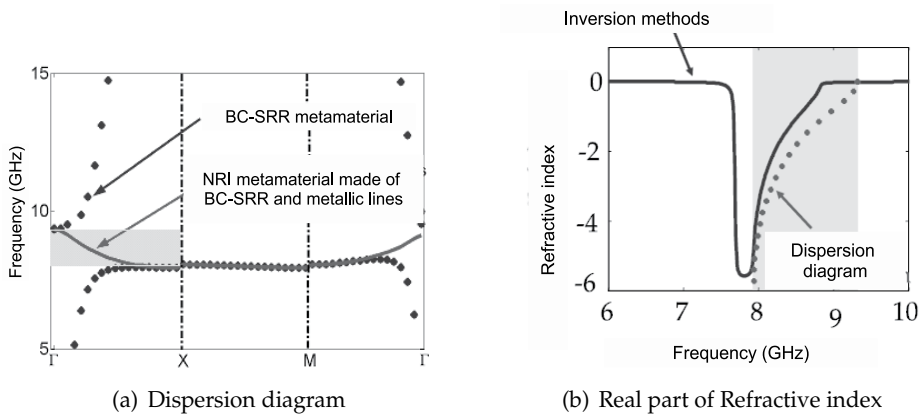 15
10
5
Frequency (GHz)
BC-SRR metamaterial
NRI metamaterial made of
BC-SRR and metallic lines
s
Γ
X
M
Γ
(a) Dispersion diagram
Inversion methods
0
-2
-4
-6
Refractive index
Dispersion
diagram
6
7
8
9
10
Frequency (GHz)
(b) Real part of Refractive index